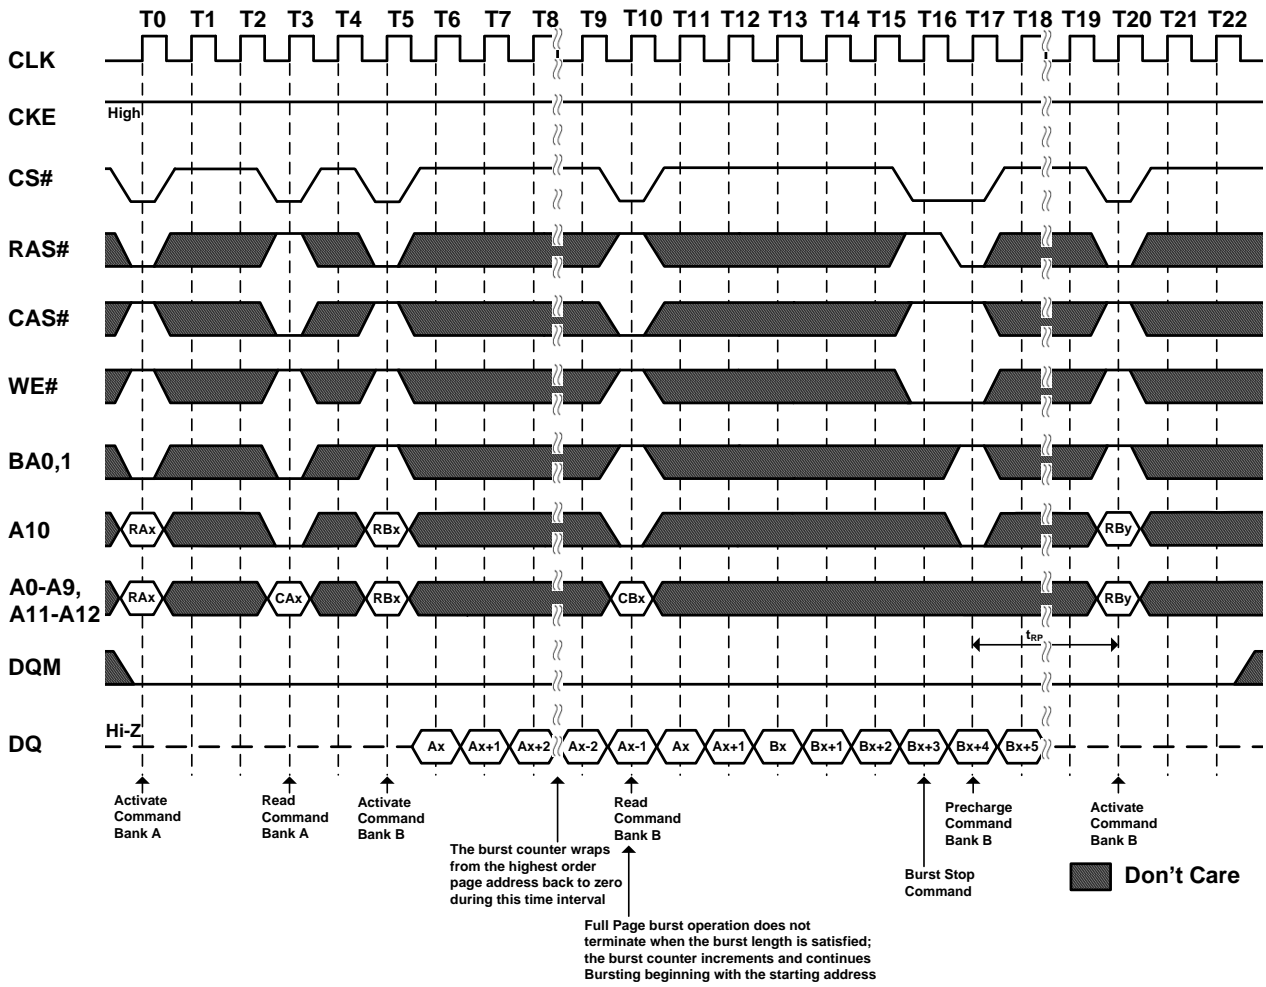 T0 T1 T2 T3 T4 T5 T6 T7 T8 T9 T10 T11 T12 T13 T14 T15 T16 T17 T18 T19 T20 T21 T22
CLK
CKE
High
CS#
RAS#
CAS#
WE#
BA0,1
A10
RAx RBx RBy
A0-A9,
A11-A12
RAx CAx RBx CBx RBy
tRP
DQM
DQ
Hi-Z
Ax Ax+1 Ax+2 Ax-2 Ax-1 Ax Ax+1 Bx Bx+1 Bx+2 Bx+3 Bx+4 Bx+5
Activate
Command
Bank A
Read
Command
Bank A
Activate
Command
Bank B
The burst counter wraps
from the highest order
page address back to zero
during this time interval
Read
Command
Bank B
Full Page burst operation does not
terminate when the burst length is satisfied;
the burst counter increments and continues
Bursting beginning with the starting address
Burst Stop
Command
Precharge
Command
Bank B
Activate
Command
Bank B
Don't Care